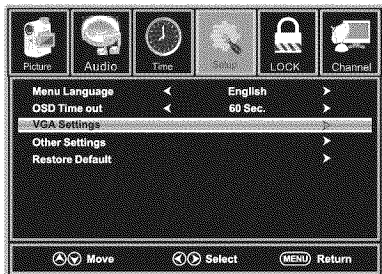 Picture Audio Time Setup LOCK Channel
Menu Language English
OSD Time out 60 Sec.
VGA Settings
Other Settings
Restore Default
Move Select MENU Return